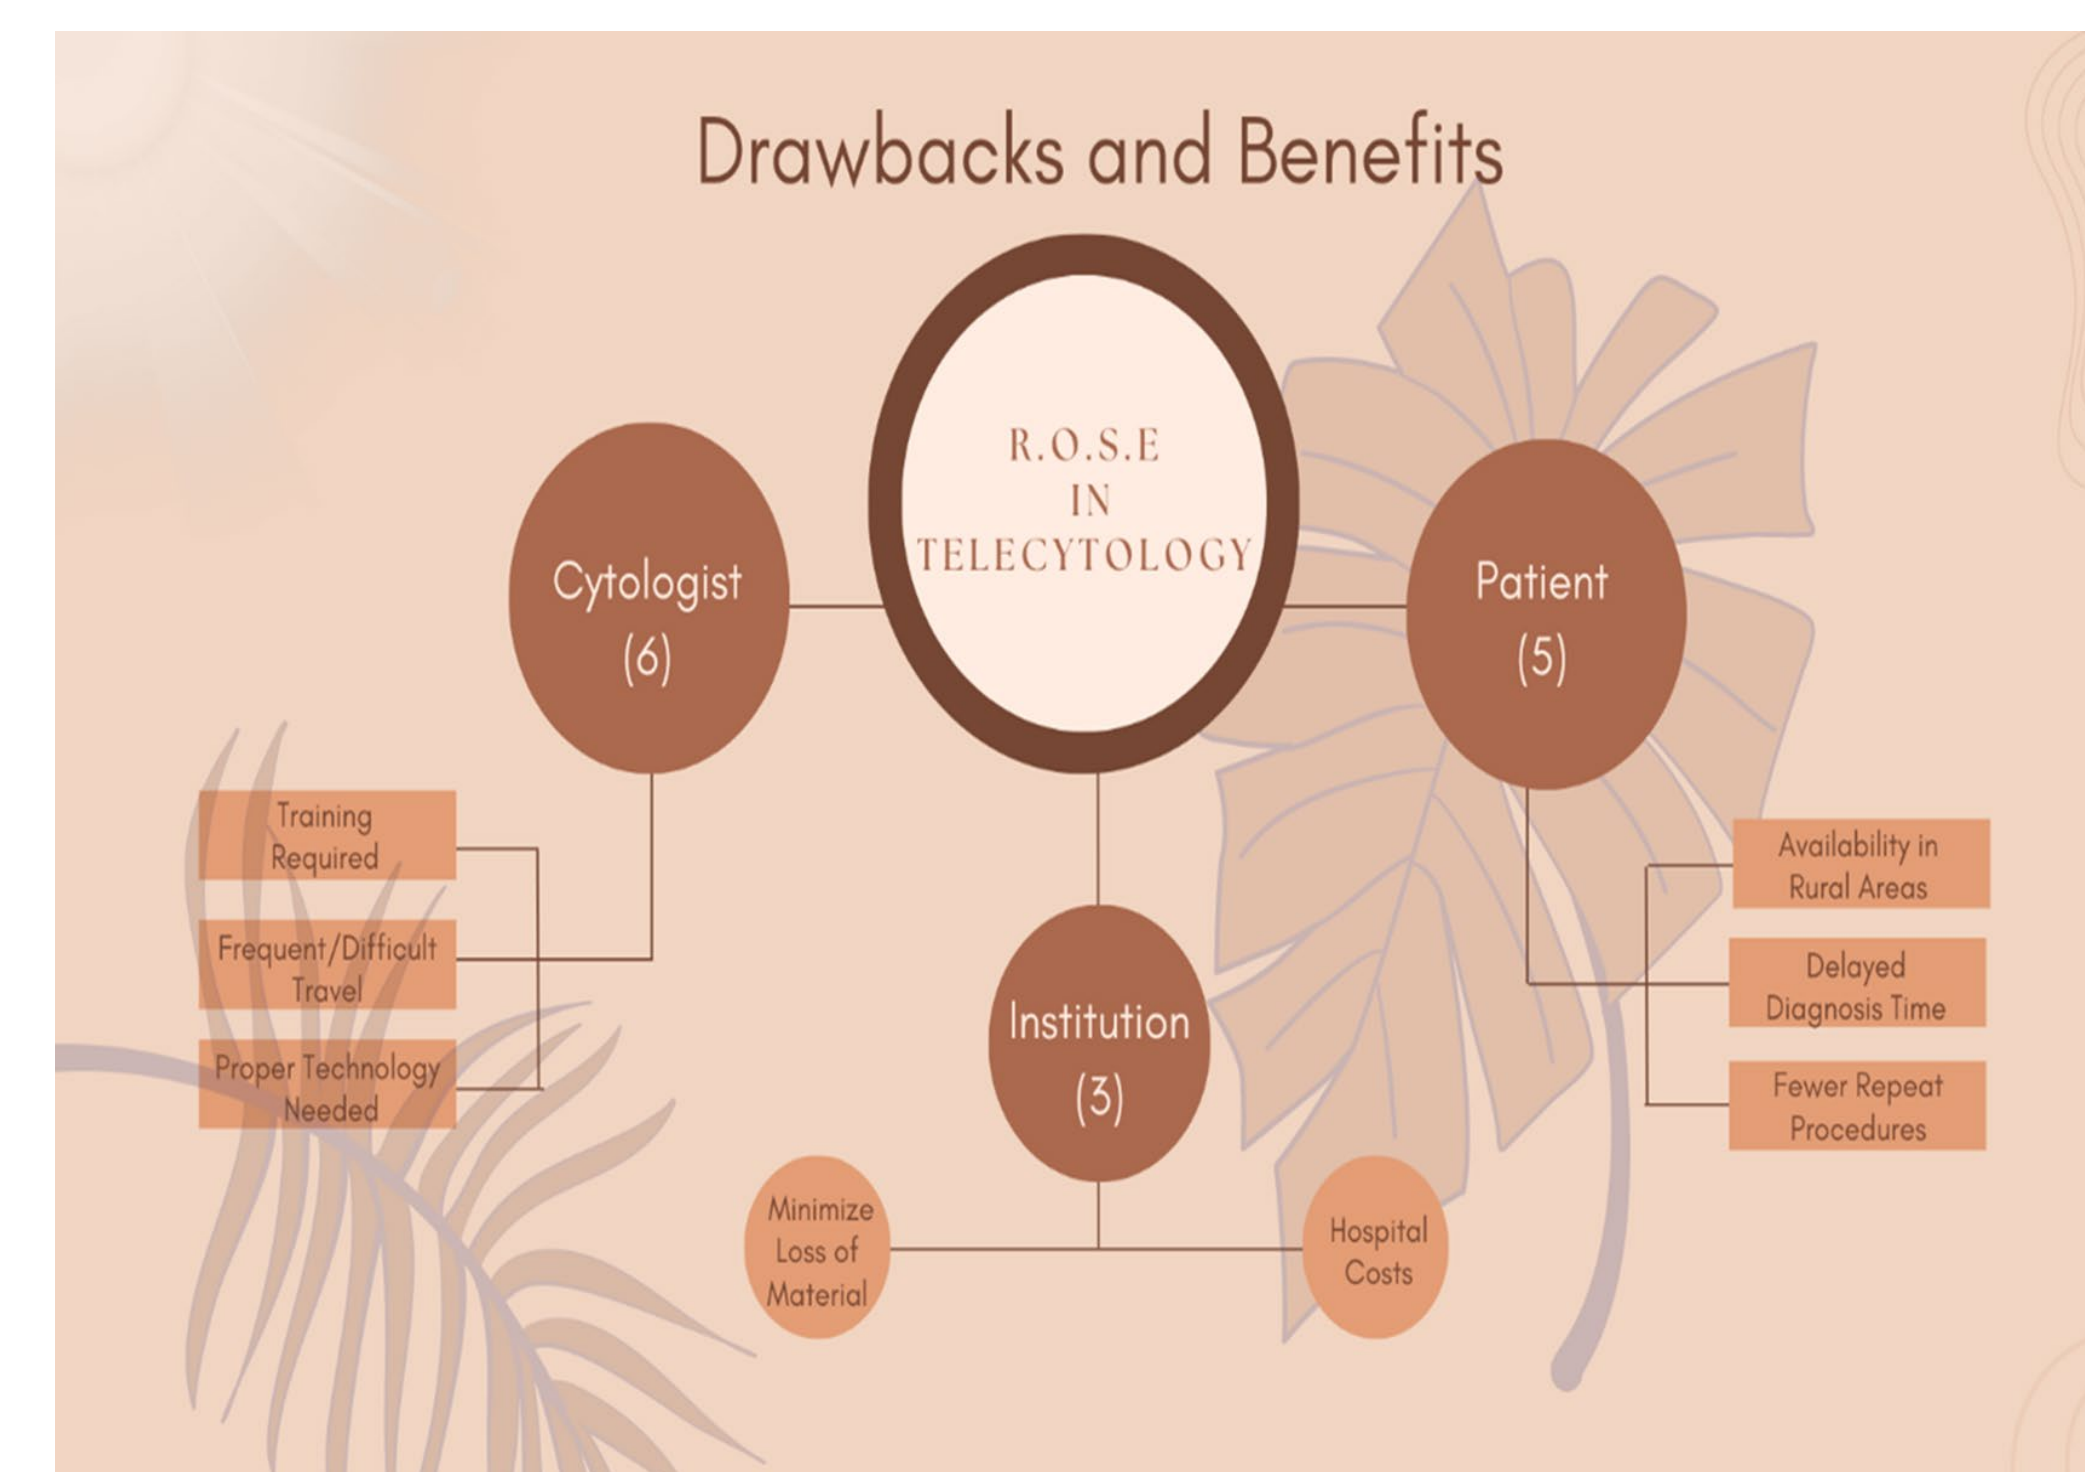 Drawbacks and Benefits
R.O.S.E
IN
TELECYTOLOGY
Cytologist
(6)
Patient
(5)
Training
Required
Frequent/Difficult
Travel
Proper Technology
Needed
Institution
(3)
Availability in
Rural Areas
Delayed
Diagnosis Time
Fewer Repeat
Procedures
Minimize
Loss of
Material
Hospital
Costs